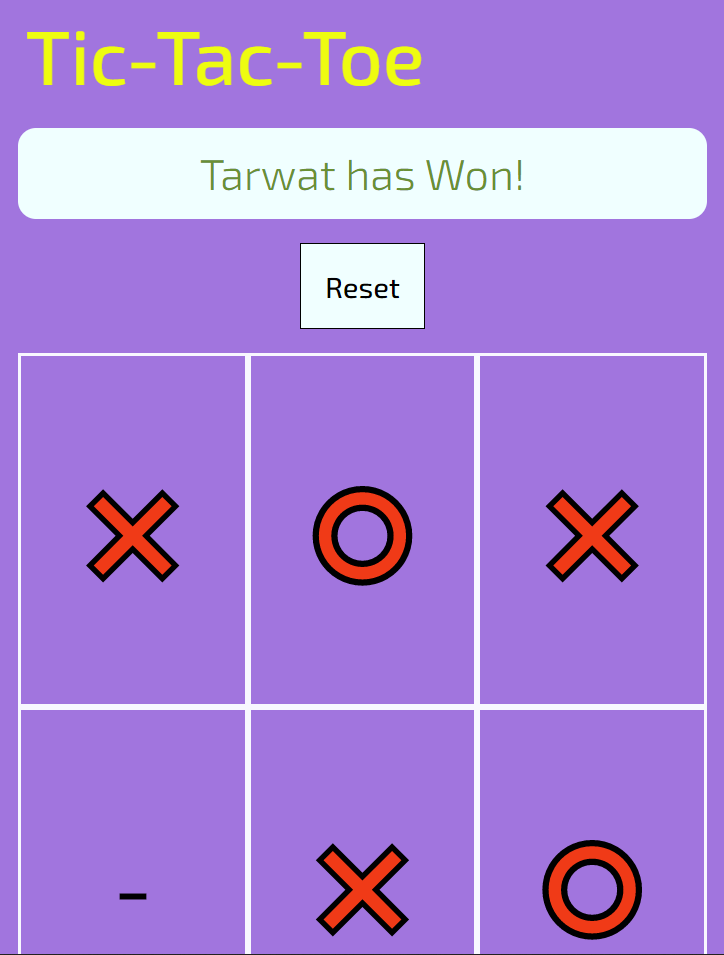 Tic-Tac-Toe
Tarwat has Won!
Reset
X O X
- X O